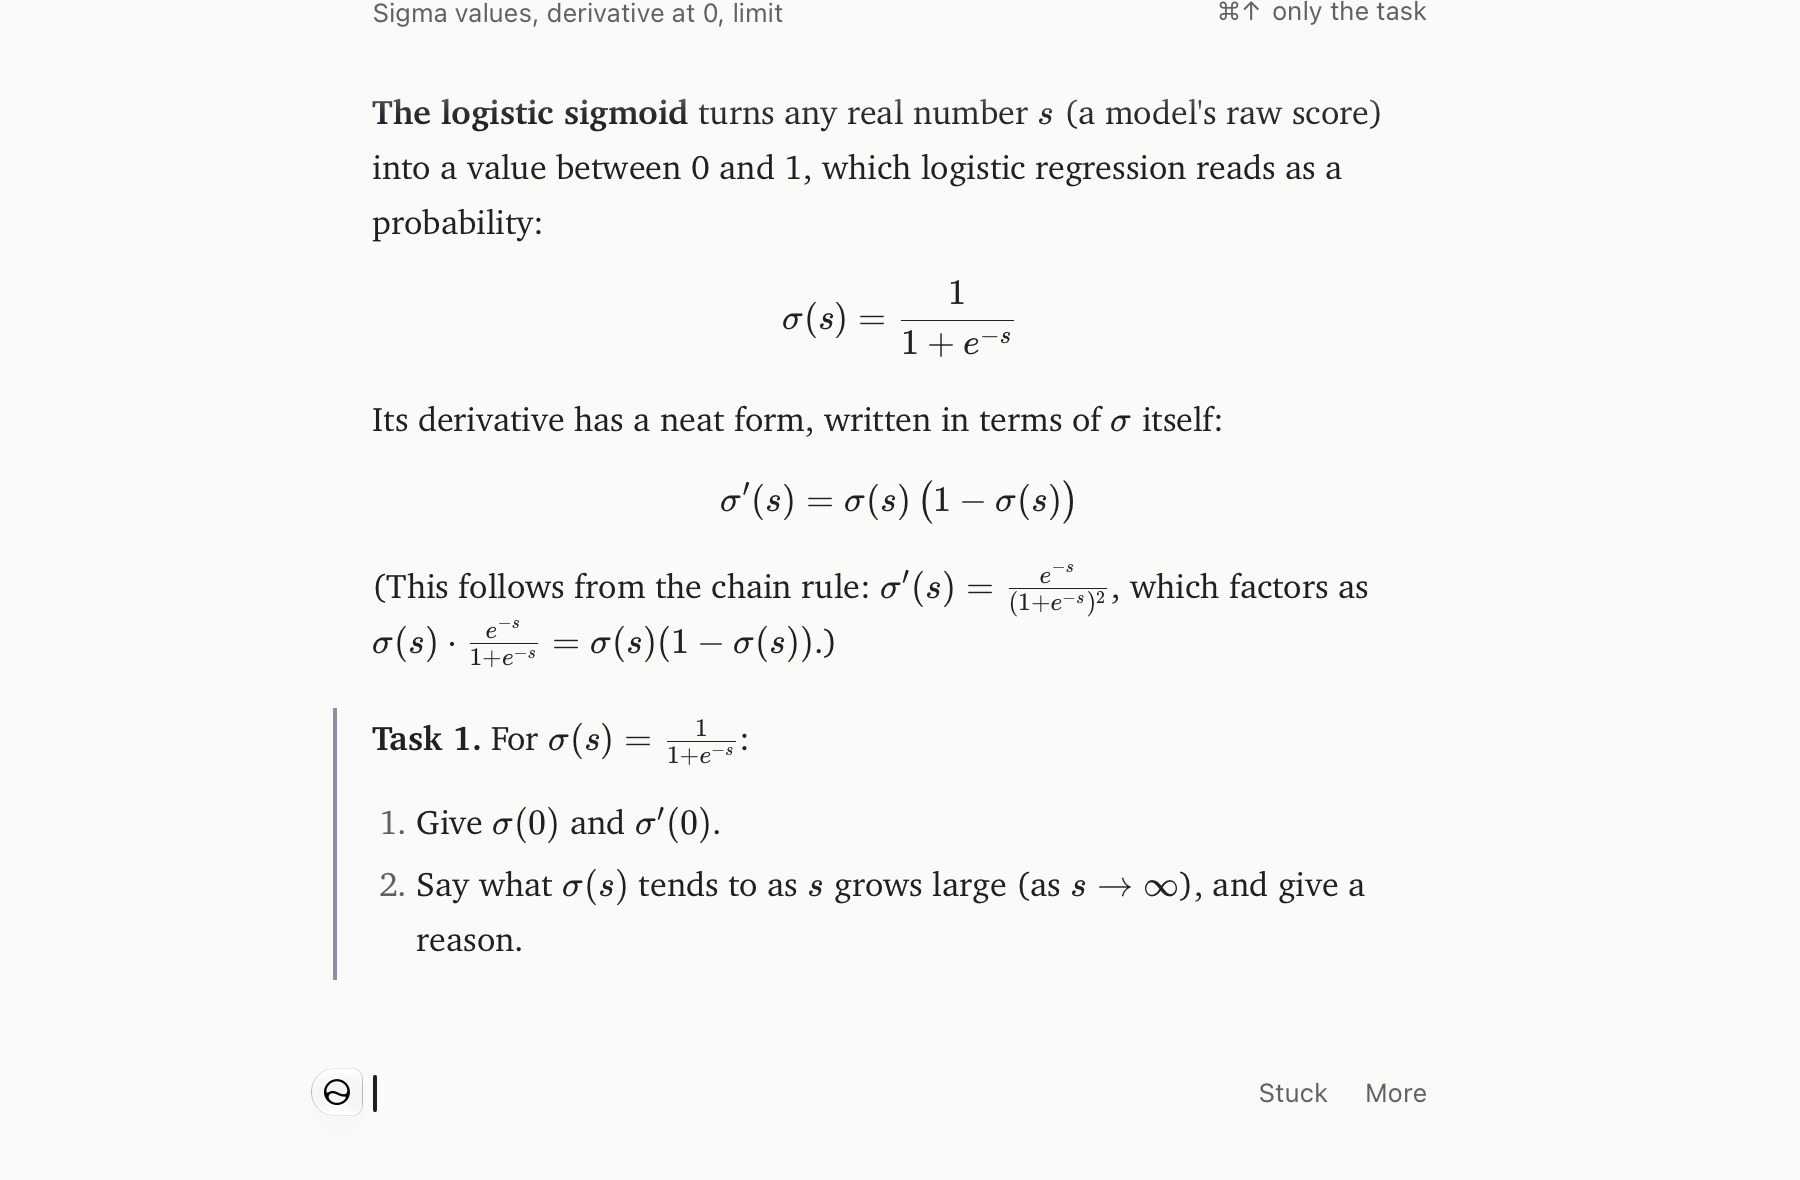 Sigma values, derivative at 0, limit ⌘↑ only the task
The logistic sigmoid turns any real number s (a model's raw score)
into a value between 0 and 1, which logistic regression reads as a
probability:
σ(s) = 1 / (1 + e^{−s})
Its derivative has a neat form, written in terms of σ itself:
σ′(s) = σ(s) (1 − σ(s))
(This follows from the chain rule: σ′(s) = e^{−s} / (1+e^{−s})², which factors as
σ(s) · e^{−s} / (1+e^{−s}) = σ(s)(1 − σ(s)).)
Task 1. For σ(s) = 1 / (1+e^{−s}):
1. Give σ(0) and σ′(0).
2. Say what σ(s) tends to as s grows large (as s → ∞), and give a
reason.
Stuck More